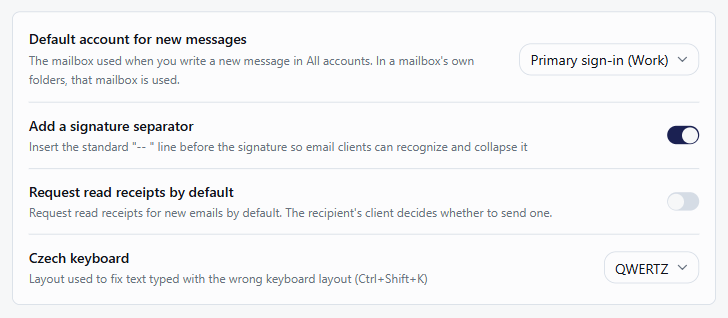 Default account for new messages
The mailbox used when you write a new message in All accounts. In a mailbox's own
folders, that mailbox is used.
Primary sign-in (Work)
Add a signature separator
Insert the standard "-- " line before the signature so email clients can recognize and collapse it
Request read receipts by default
Request read receipts for new emails by default. The recipient's client decides whether to send one.
Czech keyboard
Layout used to fix text typed with the wrong keyboard layout (Ctrl+Shift+K)
QWERTZ